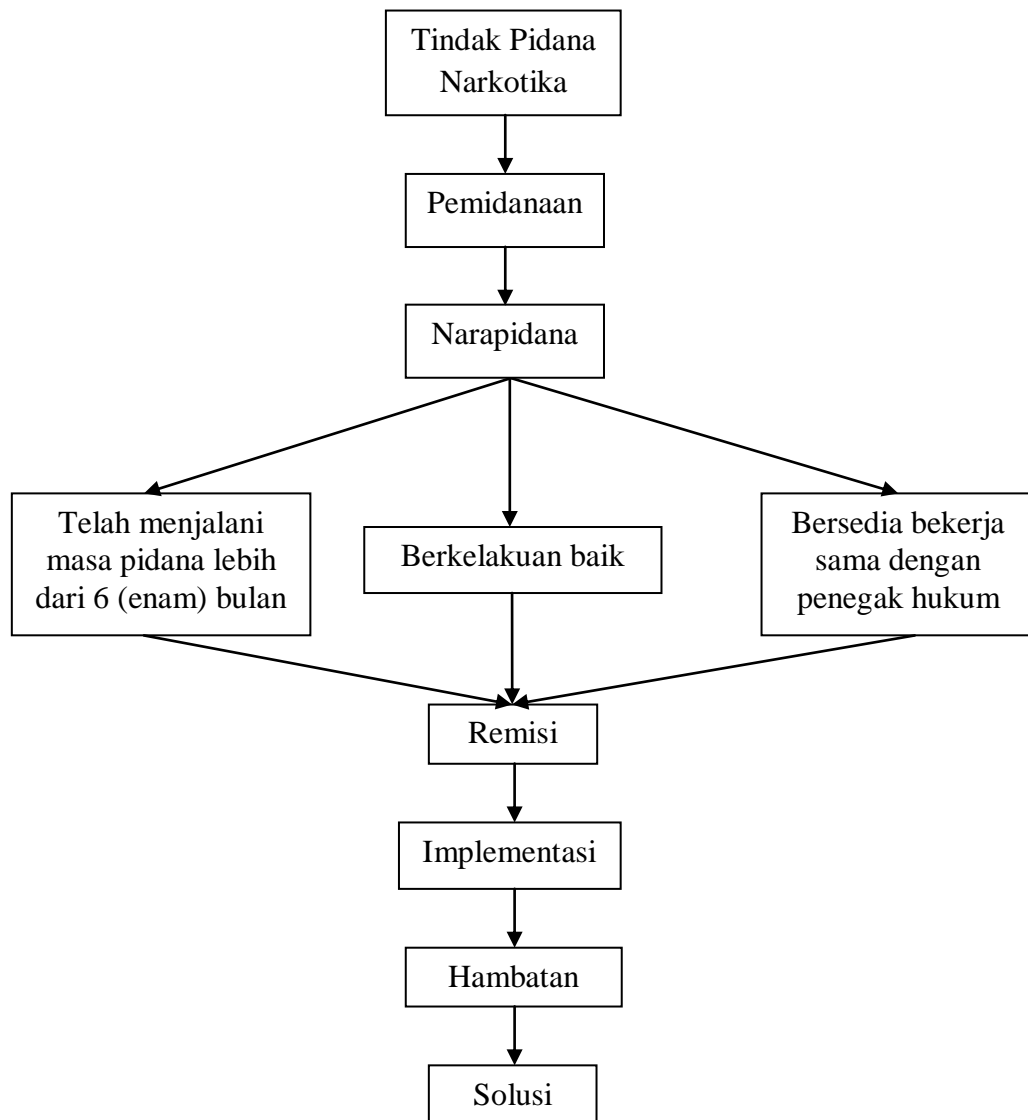 Tindak Pidana
Narkotika
Pemidanaan
Narapidana
Telah menjalani
masa pidana lebih
dari 6 (enam) bulan
Berkelakuan baik
Bersedia bekerja
sama dengan
penegak hukum
Remisi
Implementasi
Hambatan
Solusi